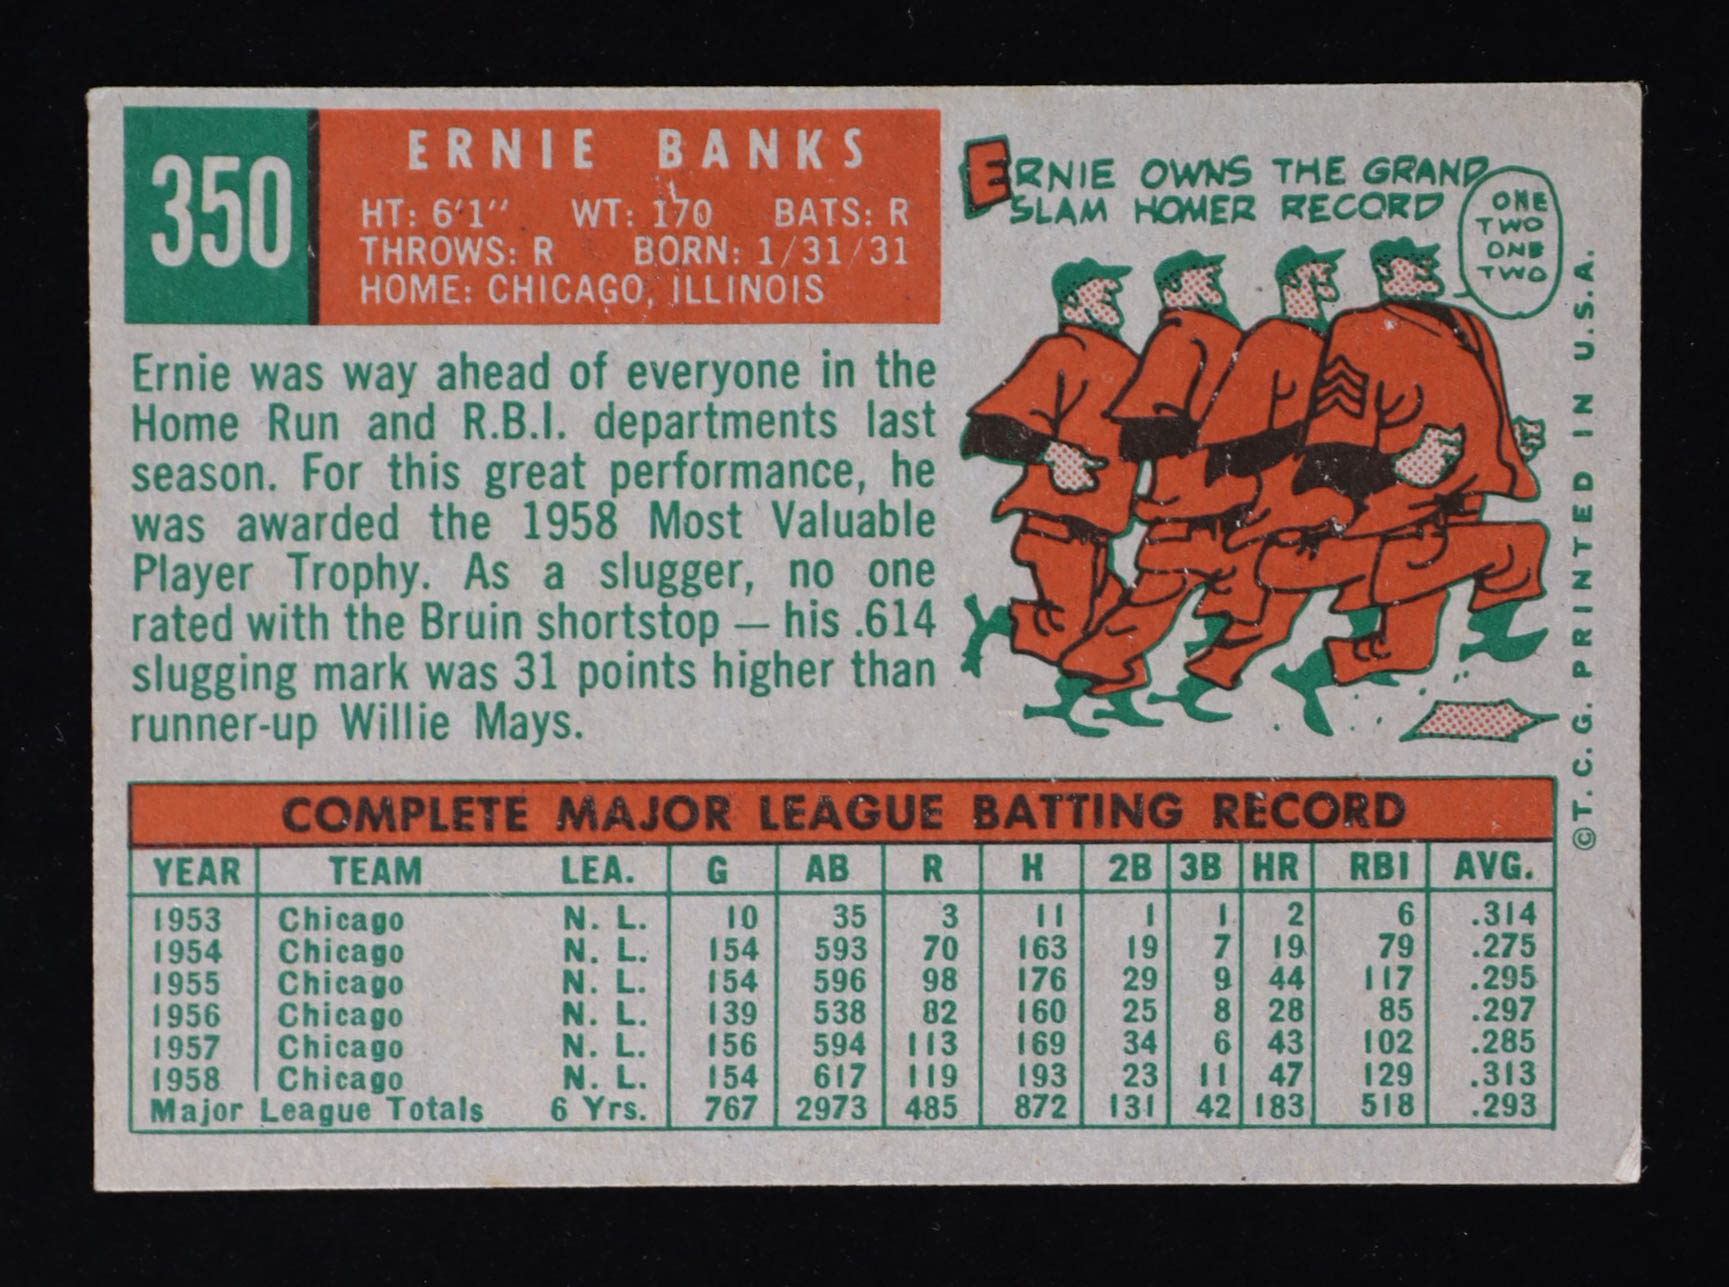 350
ERNIE BANKS
HT: 6'1" WT: 170 BATS: R
THROWS: R BORN: 1/31/31
HOME: CHICAGO, ILLINOIS
Ernie was way ahead of everyone in the
Home Run and R.B.I. departments last
season. For this great performance, he
was awarded the 1958 Most Valuable
Player Trophy. As a slugger, no one
rated with the Bruin shortstop — his .614
slugging mark was 31 points higher than
runner-up Willie Mays.
ERNIE OWNS THE GRAND
SLAM HOMER RECORD
ONE
TWO
ONE
TWO
©T.C.G. PRINTED IN U.S.A.
COMPLETE MAJOR LEAGUE BATTING RECORD
YEAR TEAM LEA. G AB R H 2B 3B HR RBI AVG.
1953 Chicago N. L. 10 35 3 11 1 1 2 6 .314
1954 Chicago N. L. 154 593 70 163 19 7 19 79 .275
1955 Chicago N. L. 154 596 98 176 29 9 44 117 .295
1956 Chicago N. L. 139 538 82 160 25 8 28 85 .297
1957 Chicago N. L. 156 594 113 169 34 6 43 102 .285
1958 Chicago N. L. 154 617 119 193 23 11 47 129 .313
Major League Totals 6 Yrs. 767 2973 485 872 131 42 183 518 .293